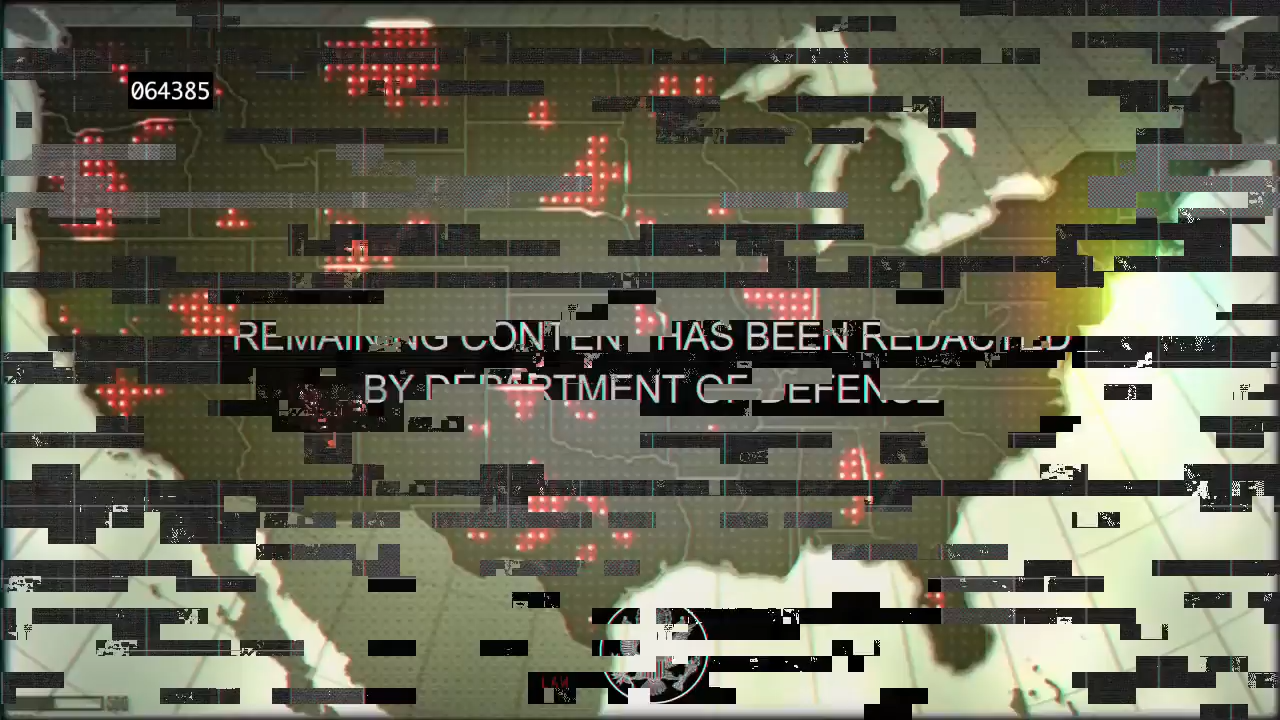 064385
REMAINING CONTENT HAS BEEN REDACTED
BY DEPARTMENT OF DEFENSE